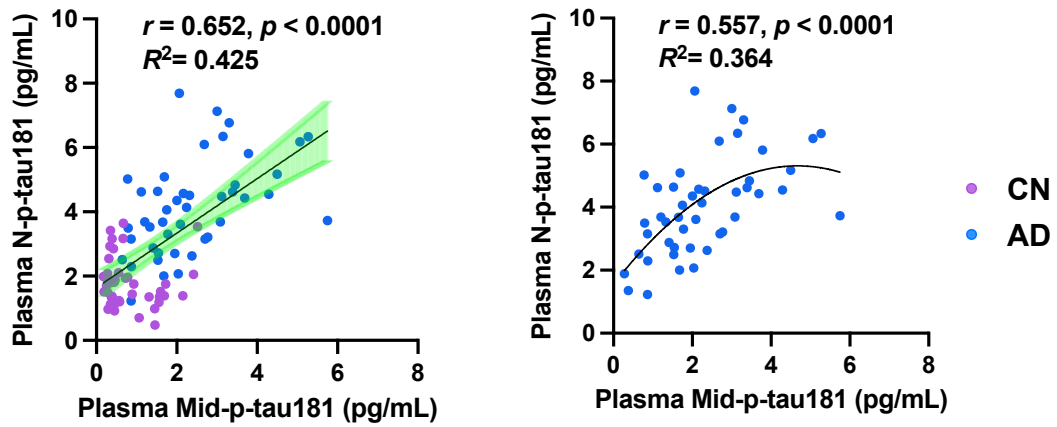 r = 0.652, p < 0.0001
R²= 0.425
Plasma N-p-tau181 (pg/mL)
10
8
6
4
2
0
0 2 4 6 8
Plasma Mid-p-tau181 (pg/mL)
r = 0.557, p < 0.0001
R²= 0.364
Plasma N-p-tau181 (pg/mL)
10
8
6
4
2
0
0 2 4 6 8
Plasma Mid-p-tau181 (pg/mL)
CN
AD